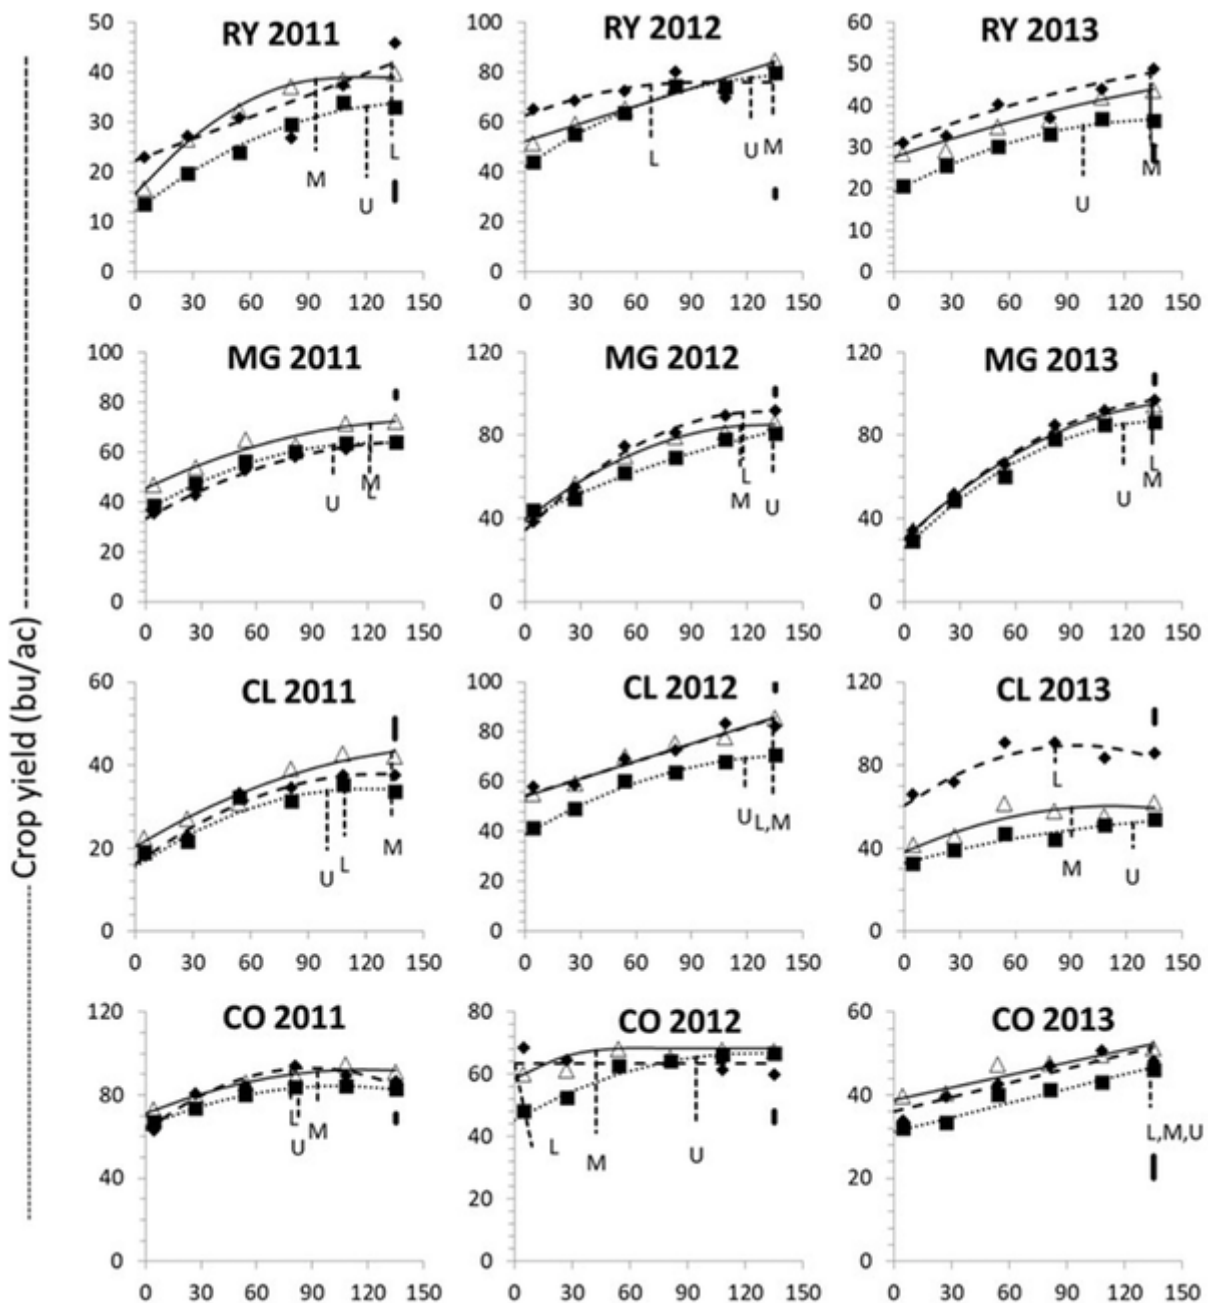 Crop yield (bu/ac)
RY 2011
50
40
30
20
10
0
0 30 60 90 120 150
M
U
L
RY 2012
100
80
60
40
20
0
0 30 60 90 120 150
L
U M
RY 2013
60
50
40
30
20
30
0
0 30 60 90 120 150
U
M
MG 2011
100
80
60
40
20
0
0 30 60 90 120 150
U
M
L
MG 2012
120
80
40
0
0 30 60 90 120 150
L
M
U
MG 2013
120
80
40
0
0 30 60 90 120 150
L
U M
CL 2011
60
40
20
0
0 30 60 90 120 150
U
L
M
CL 2012
100
80
60
40
20
0
0 30 60 90 120 150
U L,M
CL 2013
120
80
40
0
0 30 60 90 120 150
L
M
U
CO 2011
120
80
40
0
0 30 60 90 120 150
L
U
M
CO 2012
80
60
40
20
0
0 30 60 90 120 150
L
M
U
CO 2013
60
40
20
0
0 30 60 90 120 150
L,M,U